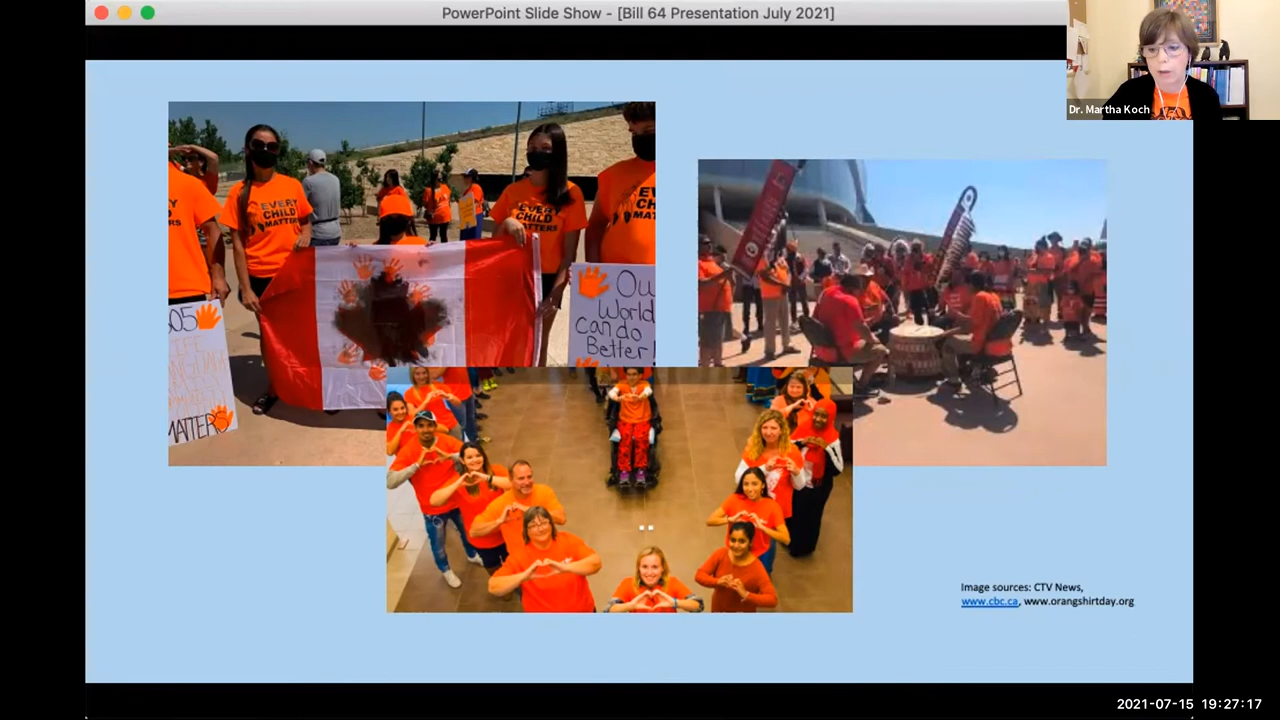 PowerPoint Slide Show - [Bill 64 Presentation July 2021]
Dr. Martha Koch
EVERY
CHILD
MATTERS
EVERY
CHILD
MATTERS
Our
World
can do
Better!
MATTER
Image sources: CTV News,
www.cbc.ca, www.orangshirtday.org
2021-07-15 19:27:17